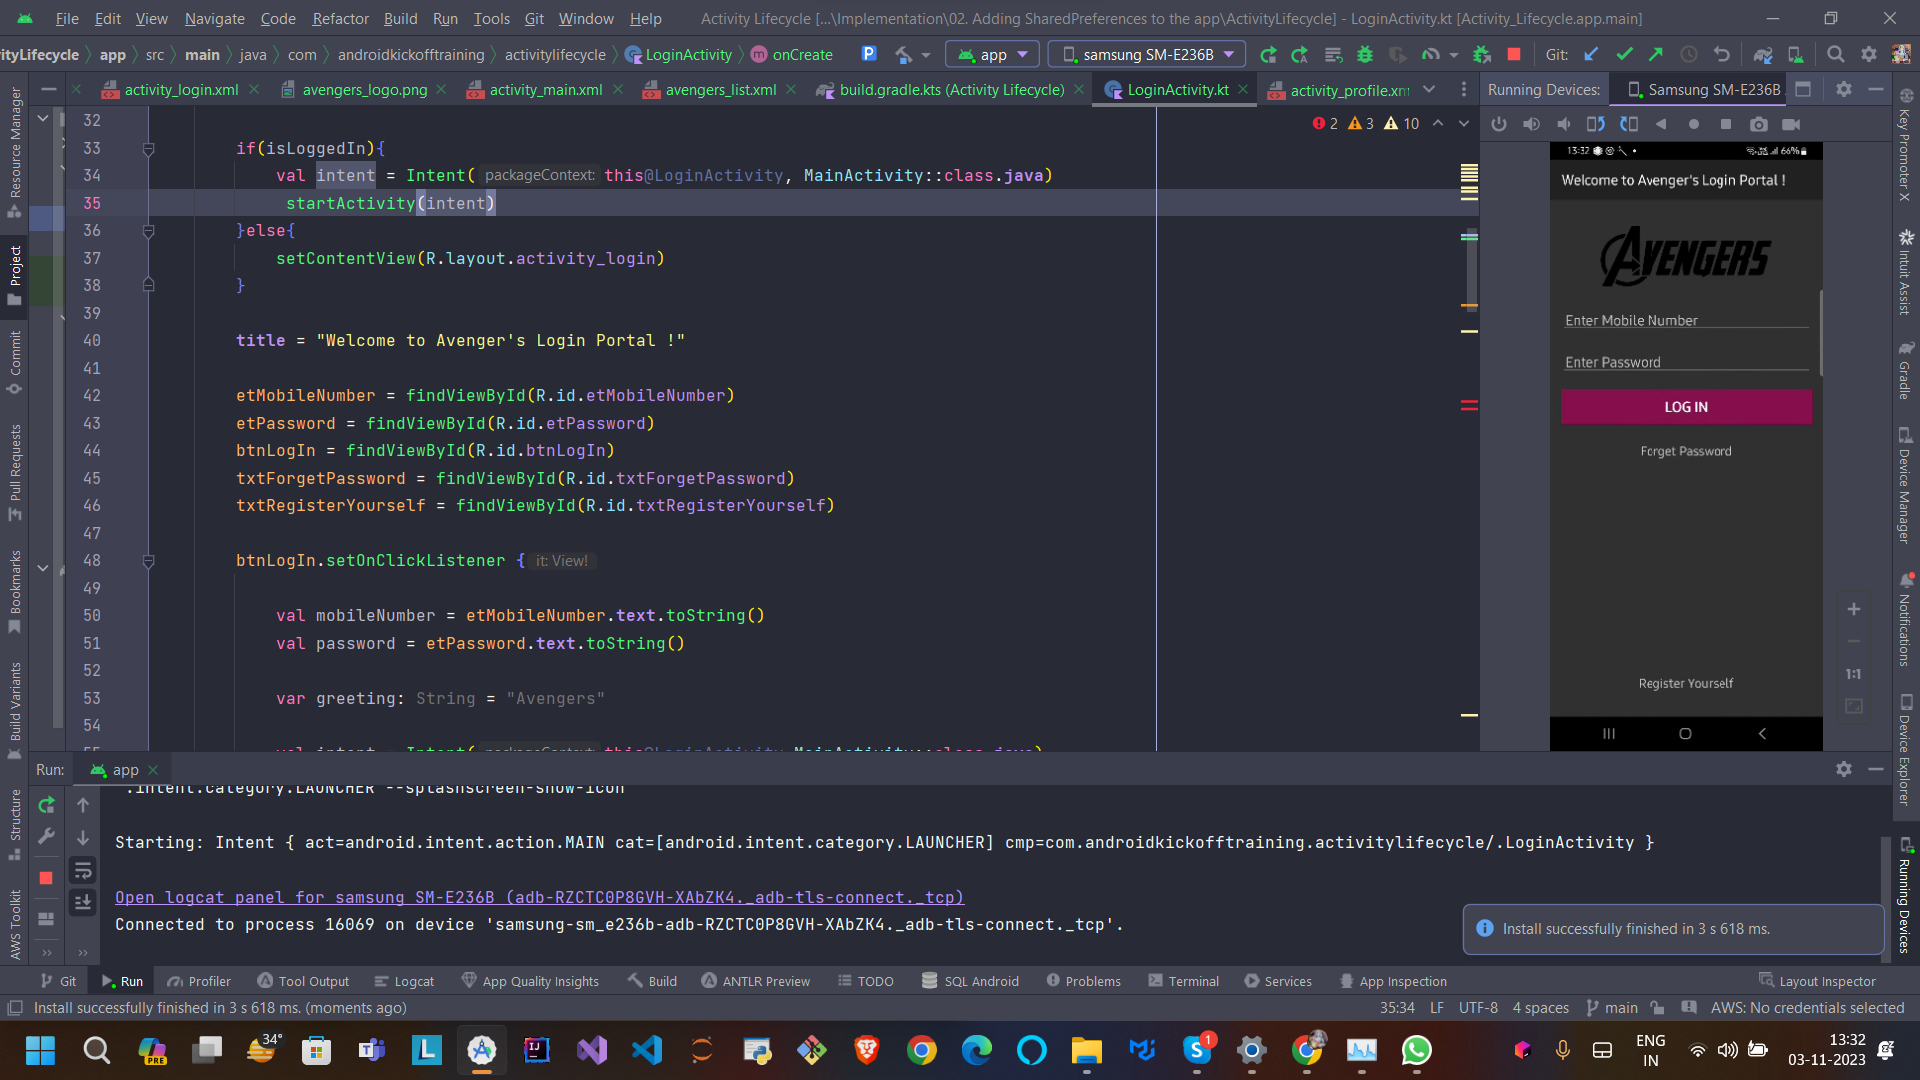 File Edit View Navigate Code Refactor Build Run Tools Git Window Help Activity Lifecycle [...\Implementation\02. Adding SharedPreferences to the app\ActivityLifecycle] - LoginActivity.kt [Activity_Lifecycle.app.main]
ityLifecycle app src main java com androidkickofftraining activitylifecycle LoginActivity onCreate app samsung SM-E236B Git:
activity_login.xml avengers_logo.png activity_main.xml avengers_list.xml build.gradle.kts (Activity Lifecycle) LoginActivity.kt activity_profile.xm Running Devices: Samsung SM-E236B
2 3 10
32
33 if(isLoggedIn){
34 val intent = Intent( packageContext: this@LoginActivity, MainActivity::class.java)
35 startActivity(intent)
36 }else{
37 setContentView(R.layout.activity_login)
38 }
39
40 title = "Welcome to Avenger's Login Portal !"
41
42 etMobileNumber = findViewById(R.id.etMobileNumber)
43 etPassword = findViewById(R.id.etPassword)
44 btnLogIn = findViewById(R.id.btnLogIn)
45 txtForgetPassword = findViewById(R.id.txtForgetPassword)
46 txtRegisterYourself = findViewById(R.id.txtRegisterYourself)
47
48 btnLogIn.setOnClickListener { it: View!
49
50 val mobileNumber = etMobileNumber.text.toString()
51 val password = etPassword.text.toString()
52
53 var greeting: String = "Avengers"
54
55 val intent = Intent( packageContext: this@LoginActivity, MainActivity::class.java)
Resource Manager
Project
Commit
Pull Requests
Bookmarks
Build Variants
Structure
AWS Toolkit
13:32 66%
Welcome to Avenger's Login Portal !
AVENGERS
Enter Mobile Number
Enter Password
LOG IN
Forget Password
Register Yourself
1:1
Key Promoter X
Intuit Assist
Gradle
Device Manager
Notifications
Device Explorer
Running Devices
Run: app
.intent.category.LAUNCHER --splashscreen-show-icon
Starting: Intent { act=android.intent.action.MAIN cat=[android.intent.category.LAUNCHER] cmp=com.androidkickofftraining.activitylifecycle/.LoginActivity }
Open logcat panel for samsung SM-E236B (adb-RZCTC0P8GVH-XAbZK4._adb-tls-connect._tcp)
Connected to process 16069 on device 'samsung-sm_e236b-adb-RZCTC0P8GVH-XAbZK4._adb-tls-connect._tcp'.
Install successfully finished in 3 s 618 ms.
Git Run Profiler Tool Output Logcat App Quality Insights Build ANTLR Preview TODO SQL Android Problems Terminal Services App Inspection Layout Inspector
Install successfully finished in 3 s 618 ms. (moments ago) 35:34 LF UTF-8 4 spaces main AWS: No credentials selected
PRE 34° L 1 ENG IN 13:32
03-11-2023